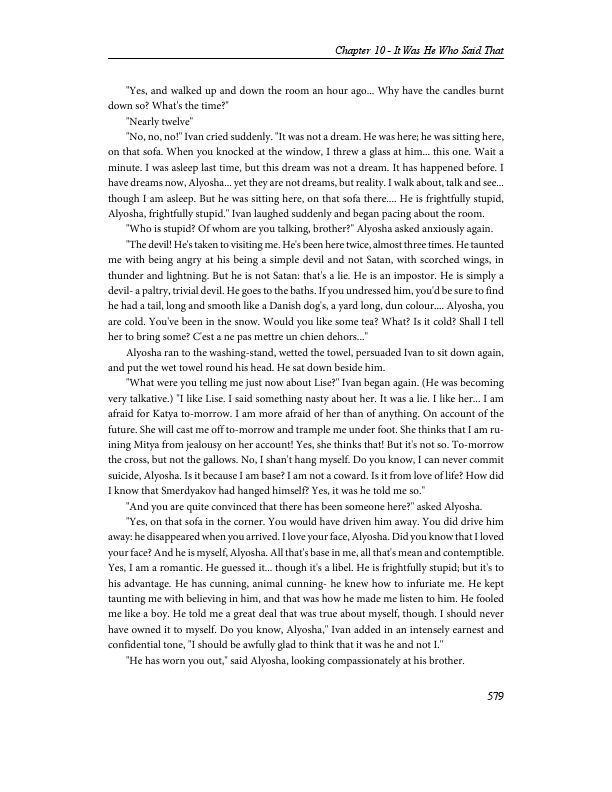 Chapter 10 - It Was He Who Said That
"Yes, and walked up and down the room an hour ago... Why have the candles burnt
down so? What's the time?"
"Nearly twelve"
"No, no, no!" Ivan cried suddenly. "It was not a dream. He was here; he was sitting here,
on that sofa. When you knocked at the window, I threw a glass at him... this one. Wait a
minute. I was asleep last time, but this dream was not a dream. It has happened before. I
have dreams now, Alyosha... yet they are not dreams, but reality. I walk about, talk and see...
though I am asleep. But he was sitting here, on that sofa there.... He is frightfully stupid,
Alyosha, frightfully stupid." Ivan laughed suddenly and began pacing about the room.
"Who is stupid? Of whom are you talking, brother?" Alyosha asked anxiously again.
"The devil! He's taken to visiting me. He's been here twice, almost three times. He taunted
me with being angry at his being a simple devil and not Satan, with scorched wings, in
thunder and lightning. But he is not Satan: that's a lie. He is an impostor. He is simply a
devil- a paltry, trivial devil. He goes to the baths. If you undressed him, you'd be sure to find
he had a tail, long and smooth like a Danish dog's, a yard long, dun colour.... Alyosha, you
are cold. You've been in the snow. Would you like some tea? What? Is it cold? Shall I tell
her to bring some? C'est a ne pas mettre un chien dehors..."
Alyosha ran to the washing-stand, wetted the towel, persuaded Ivan to sit down again,
and put the wet towel round his head. He sat down beside him.
"What were you telling me just now about Lise?" Ivan began again. (He was becoming
very talkative.) "I like Lise. I said something nasty about her. It was a lie. I like her... I am
afraid for Katya to-morrow. I am more afraid of her than of anything. On account of the
future. She will cast me off to-morrow and trample me under foot. She thinks that I am ru-
ining Mitya from jealousy on her account! Yes, she thinks that! But it's not so. To-morrow
the cross, but not the gallows. No, I shan't hang myself. Do you know, I can never commit
suicide, Alyosha. Is it because I am base? I am not a coward. Is it from love of life? How did
I know that Smerdyakov had hanged himself? Yes, it was he told me so."
"And you are quite convinced that there has been someone here?" asked Alyosha.
"Yes, on that sofa in the corner. You would have driven him away. You did drive him
away: he disappeared when you arrived. I love your face, Alyosha. Did you know that I loved
your face? And he is myself, Alyosha. All that's base in me, all that's mean and contemptible.
Yes, I am a romantic. He guessed it... though it's a libel. He is frightfully stupid; but it's to
his advantage. He has cunning, animal cunning- he knew how to infuriate me. He kept
taunting me with believing in him, and that was how he made me listen to him. He fooled
me like a boy. He told me a great deal that was true about myself, though. I should never
have owned it to myself. Do you know, Alyosha," Ivan added in an intensely earnest and
confidential tone, "I should be awfully glad to think that it was he and not I."
"He has worn you out," said Alyosha, looking compassionately at his brother.
579